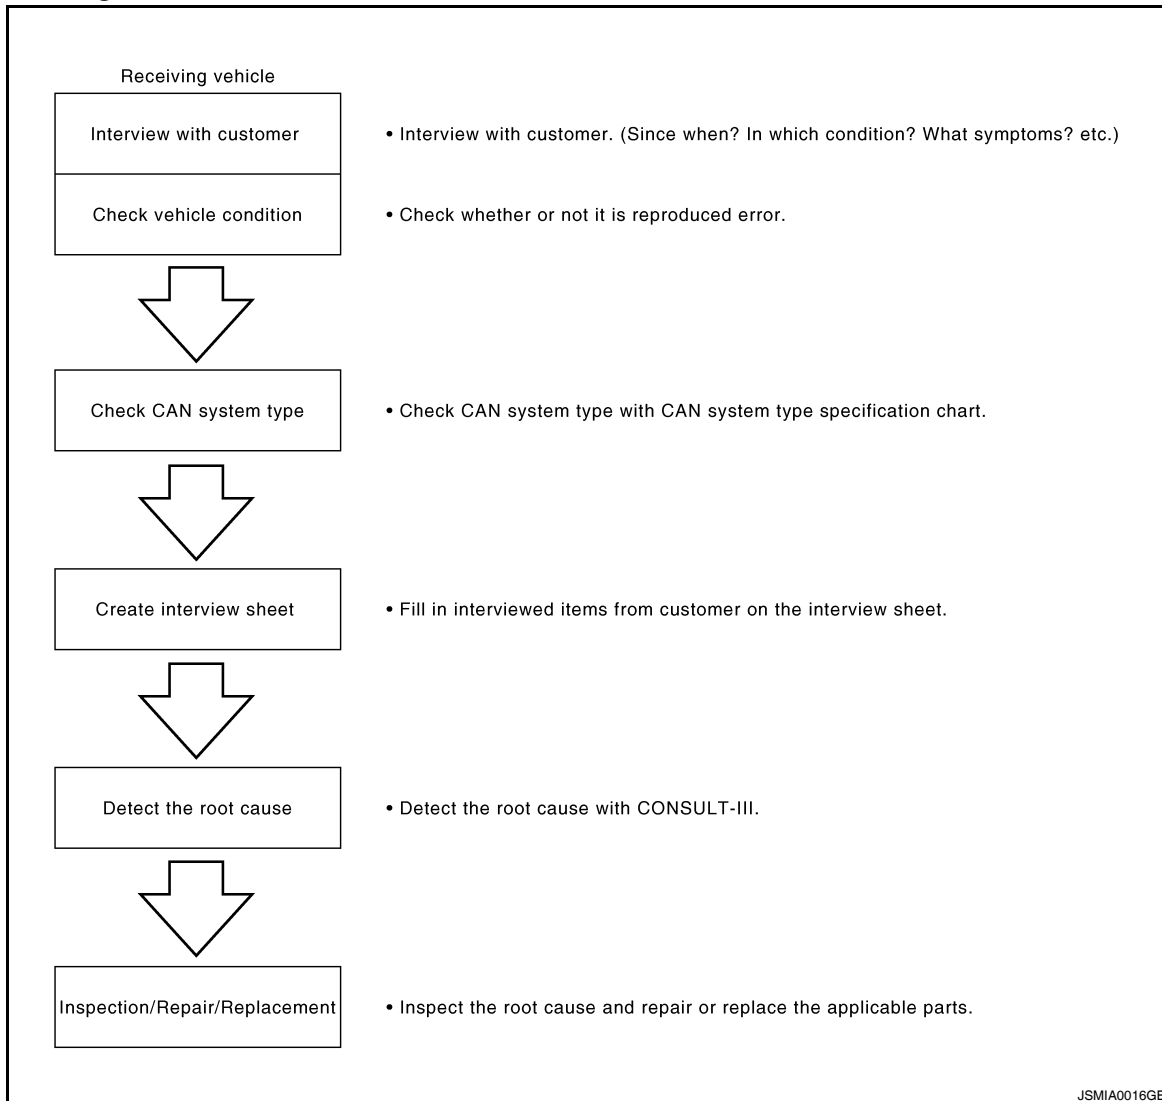 Receiving vehicle
Interview with customer
• Interview with customer. (Since when? In which condition? What symptoms? etc.)
Check vehicle condition
• Check whether or not it is reproduced error.
Check CAN system type
• Check CAN system type with CAN system type specification chart.
Create interview sheet
• Fill in interviewed items from customer on the interview sheet.
Detect the root cause
• Detect the root cause with CONSULT-III.
Inspection/Repair/Replacement
• Inspect the root cause and repair or replace the applicable parts.
JSMIA0016GB